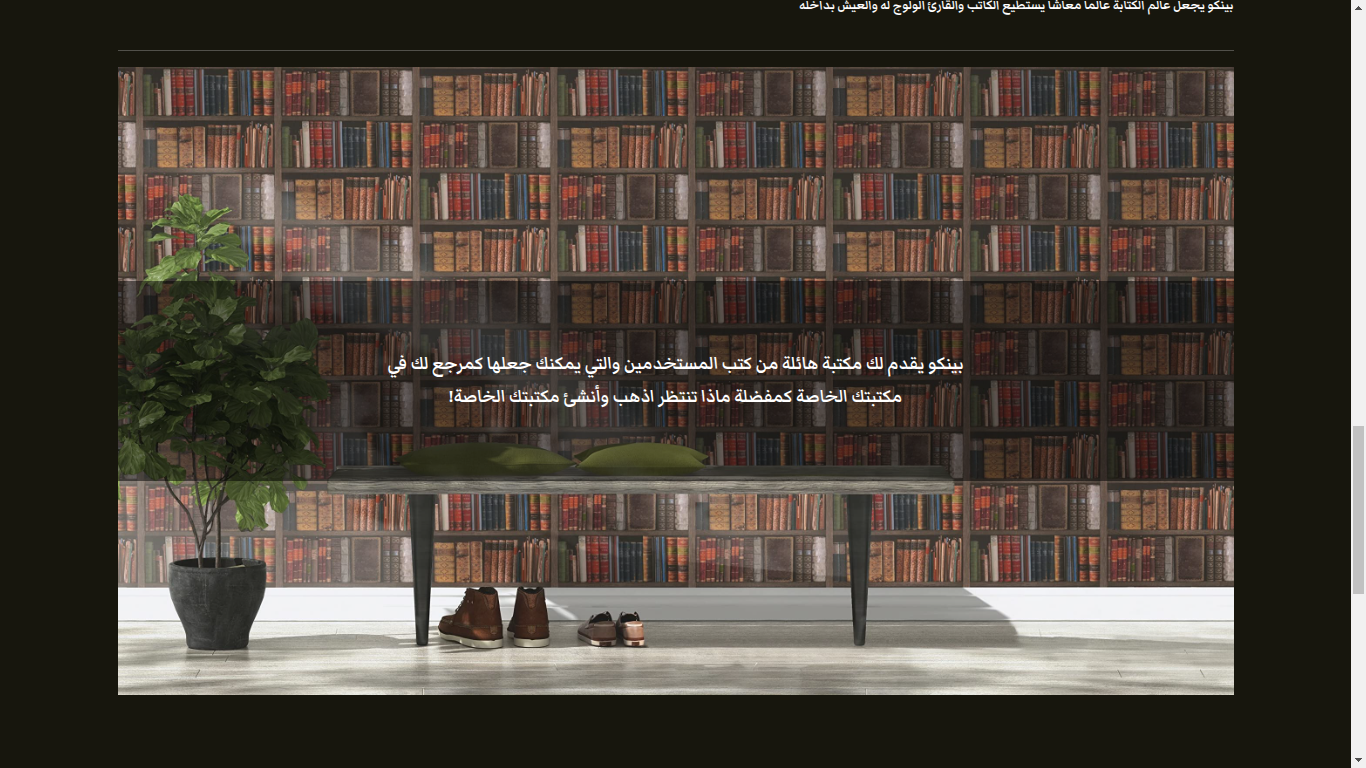 بينكو يجعل عالم الكتابة عالما معاشا يستطيع الكاتب والقارئ الولوج له والعيش بداخله
بينكو يقدم لك مكتبة هائلة من كتب المستخدمين والتي يمكنك جعلها كمرجع لك في
مكتبتك الخاصة كمفضلة ماذا تنتظر اذهب وأنشئ مكتبتك الخاصة!